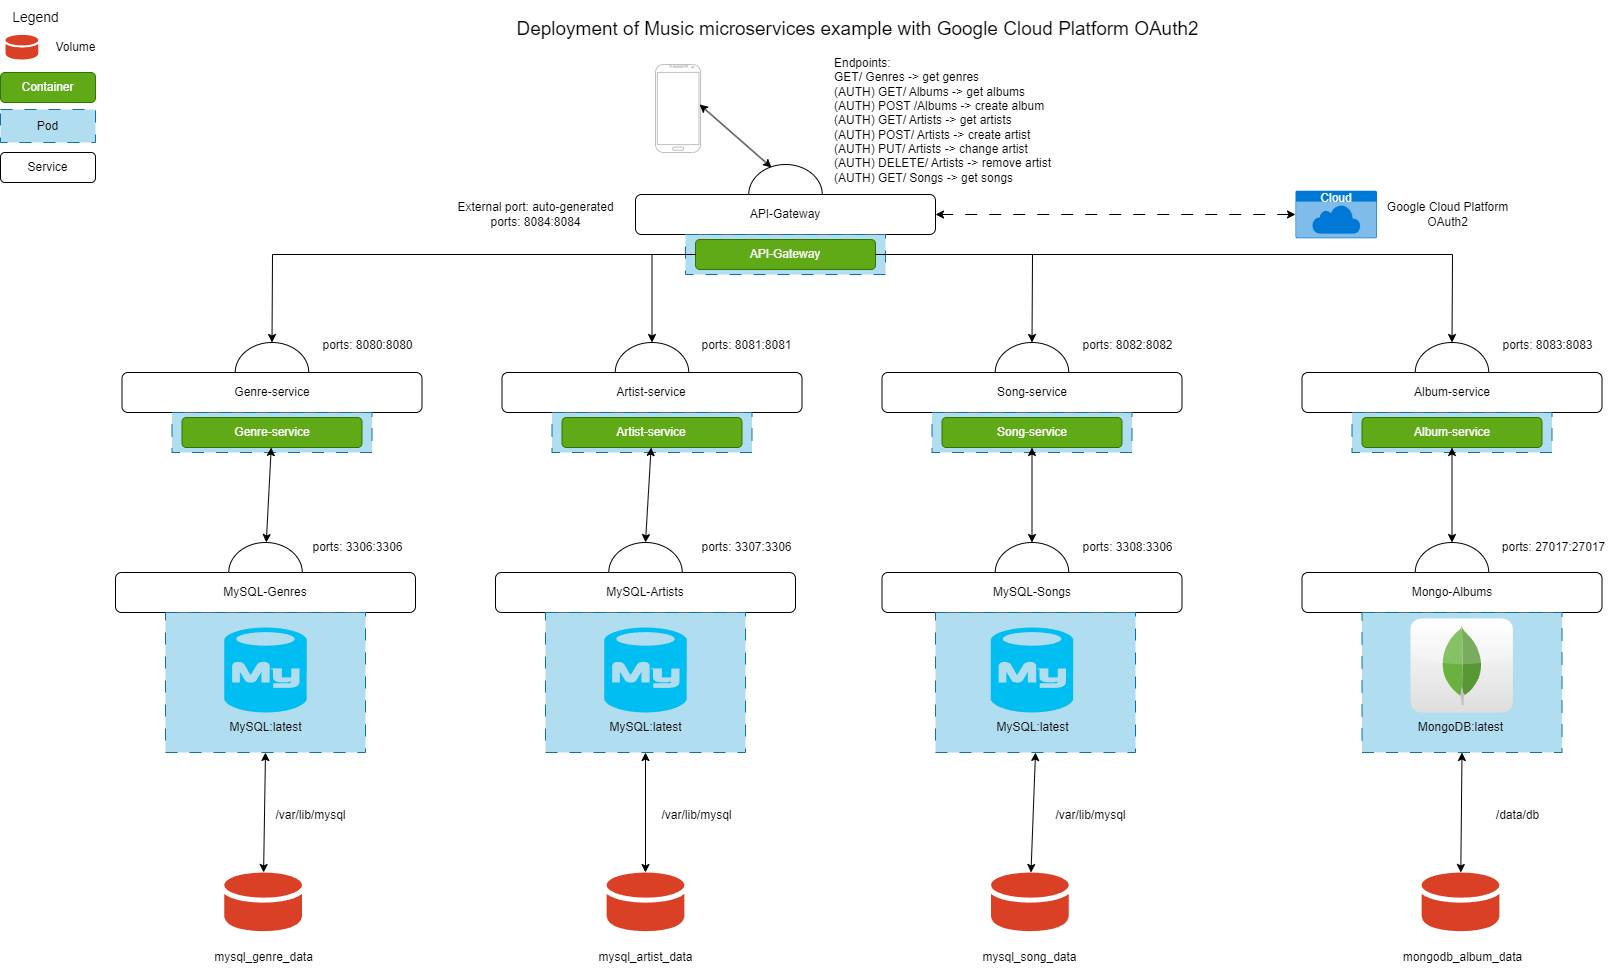 Legend
Volume
Container
Pod
Service
Deployment of Music microservices example with Google Cloud Platform OAuth2
Endpoints:
GET/ Genres -> get genres
(AUTH) GET/ Albums -> get albums
(AUTH) POST /Albums -> create album
(AUTH) GET/ Artists -> get artists
(AUTH) POST/ Artists -> create artist
(AUTH) PUT/ Artists -> change artist
(AUTH) DELETE/ Artists -> remove artist
(AUTH) GET/ Songs -> get songs
External port: auto-generated
ports: 8084:8084
API-Gateway
Cloud
Google Cloud Platform
OAuth2
API-Gateway
ports: 8080:8080
ports: 8081:8081
ports: 8082:8082
ports: 8083:8083
Genre-service
Artist-service
Song-service
Album-service
Genre-service
Artist-service
Song-service
Album-service
ports: 3306:3306
ports: 3307:3306
ports: 3308:3306
ports: 27017:27017
MySQL-Genres
MySQL-Artists
MySQL-Songs
Mongo-Albums
My
My
My
MySQL:latest
MySQL:latest
MySQL:latest
MongoDB:latest
/var/lib/mysql
/var/lib/mysql
/var/lib/mysql
/data/db
mysql_genre_data
mysql_artist_data
mysql_song_data
mongodb_album_data